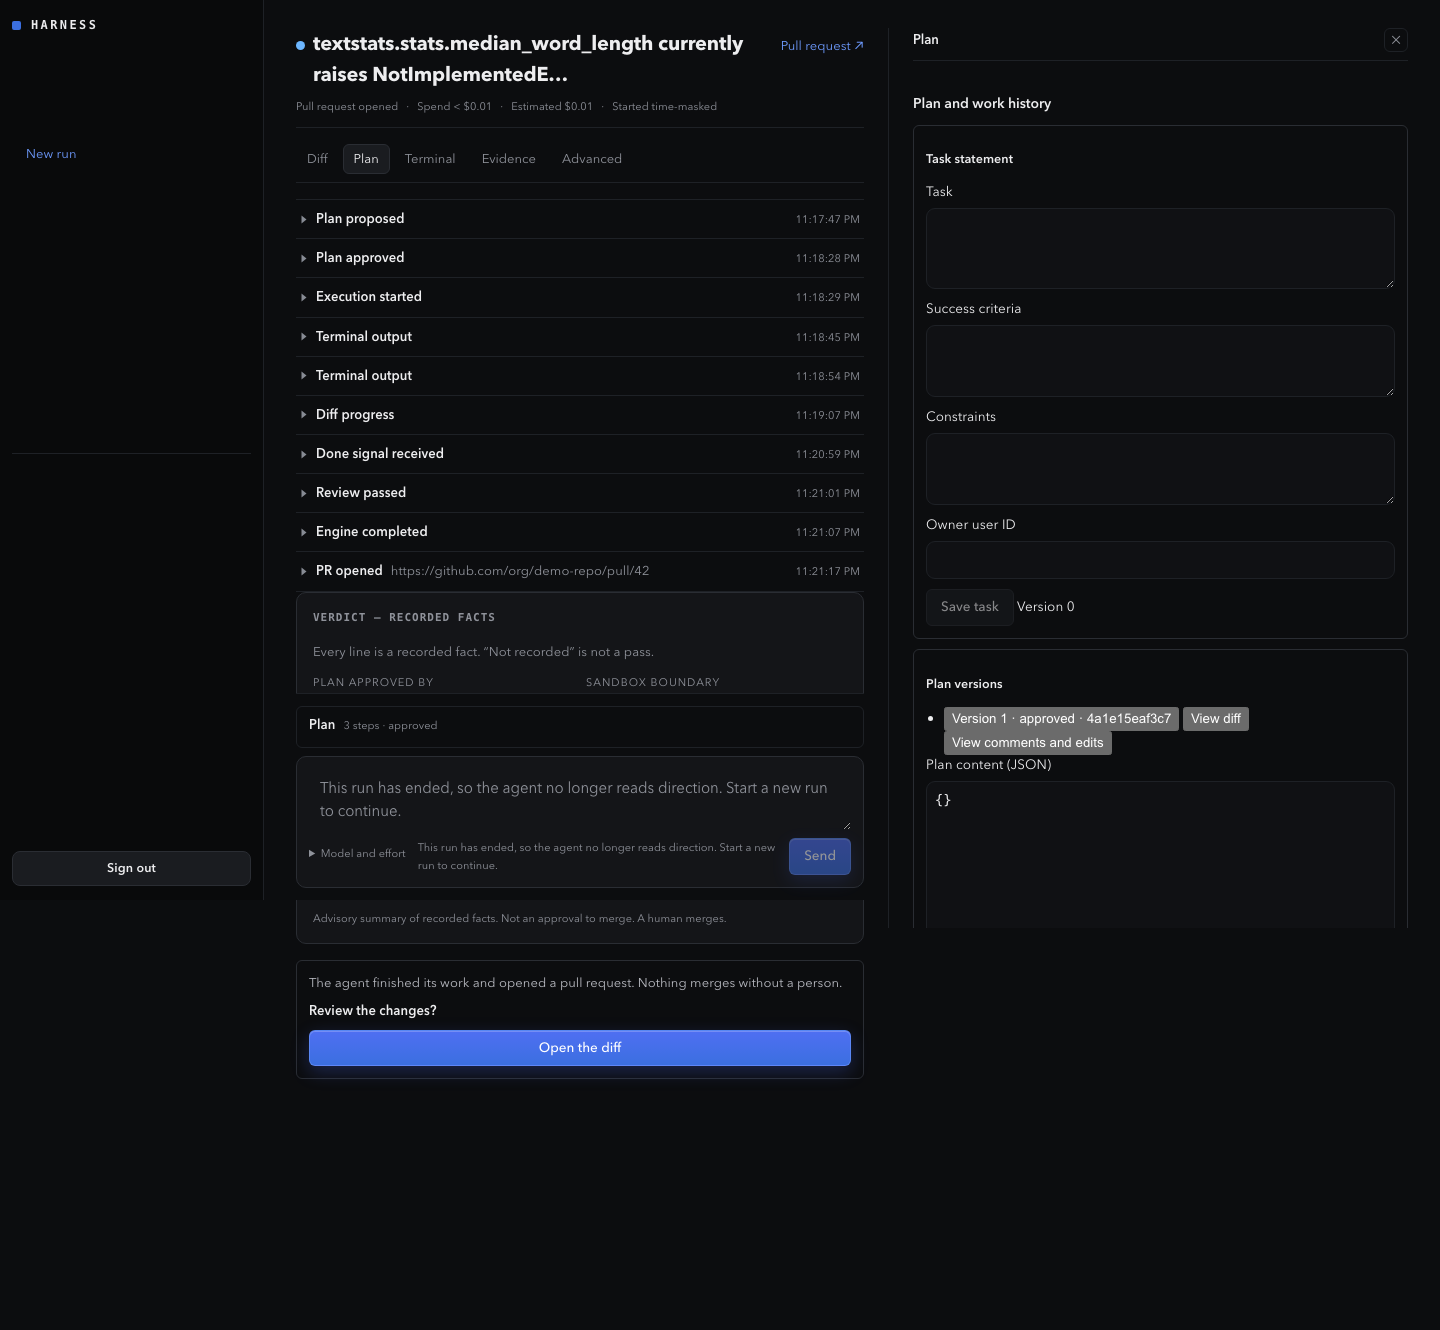 HARNESS
New run
Sign out
textstats.stats.median_word_length currently
raises NotImplementedE...
Pull request ↗
Pull request opened · Spend < $0.01 · Estimated $0.01 · Started time-masked
Diff Plan Terminal Evidence Advanced
Plan proposed 11:17:47 PM
Plan approved 11:18:28 PM
Execution started 11:18:29 PM
Terminal output 11:18:45 PM
Terminal output 11:18:54 PM
Diff progress 11:19:07 PM
Done signal received 11:20:59 PM
Review passed 11:21:01 PM
Engine completed 11:21:07 PM
PR opened https://github.com/org/demo-repo/pull/42 11:21:17 PM
VERDICT — RECORDED FACTS
Every line is a recorded fact. “Not recorded” is not a pass.
PLAN APPROVED BY SANDBOX BOUNDARY
Plan 3 steps · approved
This run has ended, so the agent no longer reads direction. Start a new run
to continue.
Model and effort
This run has ended, so the agent no longer reads direction. Start a new
run to continue.
Send
Advisory summary of recorded facts. Not an approval to merge. A human merges.
The agent finished its work and opened a pull request. Nothing merges without a person.
Review the changes?
Open the diff
Plan
Plan and work history
Task statement
Task
Success criteria
Constraints
Owner user ID
Save task Version 0
Plan versions
Version 1 · approved · 4a1e15eaf3c7 View diff
View comments and edits
Plan content (JSON)
{}